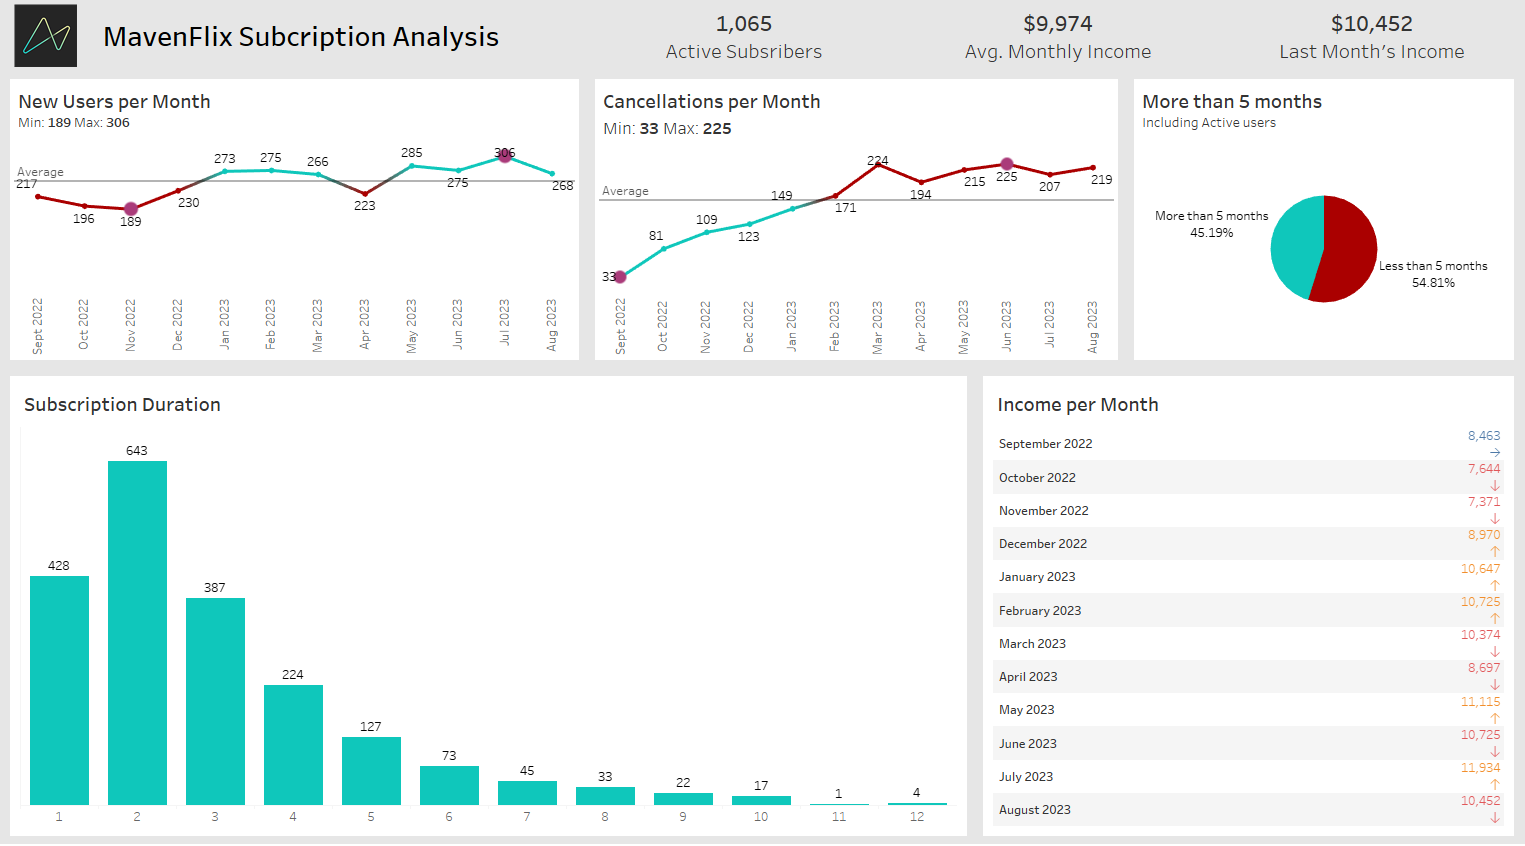 MavenFlix Subcription Analysis
1,065
Active Subsribers
$9,974
Avg. Monthly Income
$10,452
Last Month's Income
New Users per Month
Min: 189 Max: 306
Average
217
196
189
230
273
275
266
223
285
275
306
268
Sept 2022
Oct 2022
Nov 2022
Dec 2022
Jan 2023
Feb 2023
Mar 2023
Apr 2023
May 2023
Jun 2023
Jul 2023
Aug 2023
Cancellations per Month
Min: 33 Max: 225
Average
33
81
109
123
149
171
224
194
215
225
207
219
Sept 2022
Oct 2022
Nov 2022
Dec 2022
Jan 2023
Feb 2023
Mar 2023
Apr 2023
May 2023
Jun 2023
Jul 2023
Aug 2023
More than 5 months
Including Active users
More than 5 months
45.19%
Less than 5 months
54.81%
Subscription Duration
428
643
387
224
127
73
45
33
22
17
1
4
1
2
3
4
5
6
7
8
9
10
11
12
Income per Month
September 2022 8,463
→
October 2022 7,644
↓
November 2022 7,371
↓
December 2022 8,970
↑
January 2023 10,647
↑
February 2023 10,725
↑
March 2023 10,374
↓
April 2023 8,697
↓
May 2023 11,115
↑
June 2023 10,725
↓
July 2023 11,934
↑
August 2023 10,452
↓